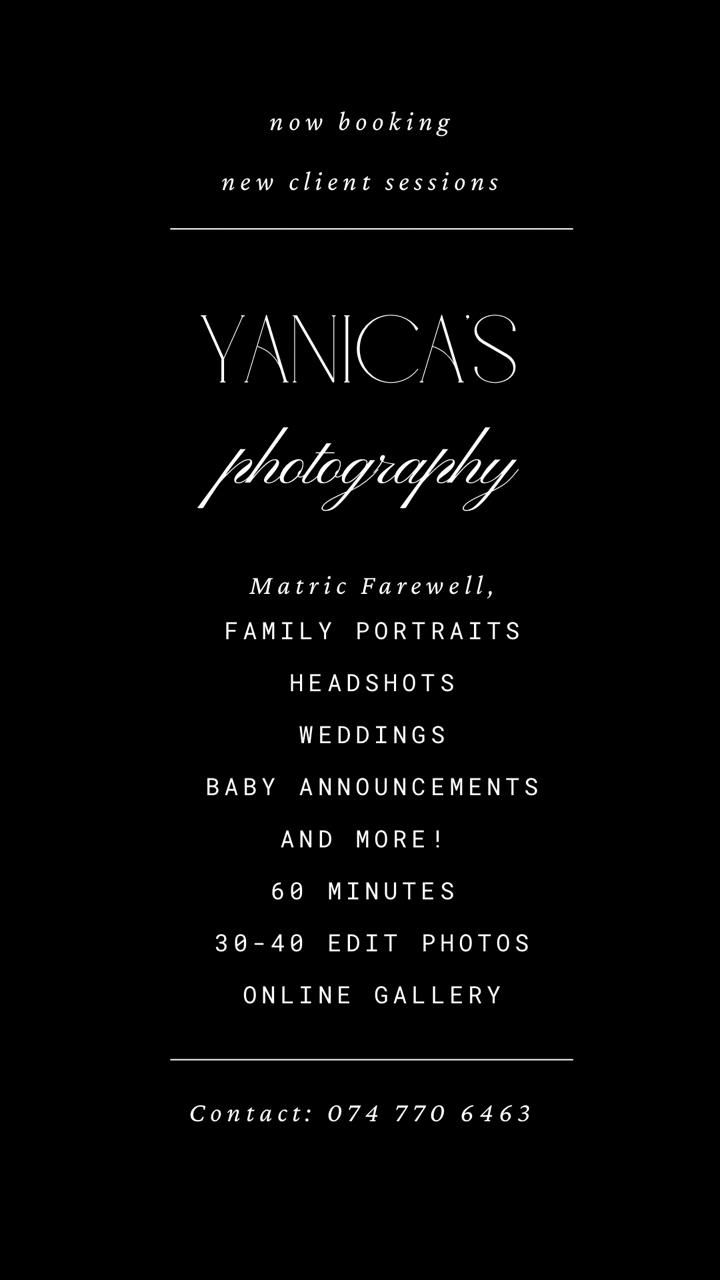 now booking
new client sessions
YANICA'S
photography
Matric Farewell,
FAMILY PORTRAITS
HEADSHOTS
WEDDINGS
BABY ANNOUNCEMENTS
AND MORE!
60 MINUTES
30-40 EDIT PHOTOS
ONLINE GALLERY
Contact: 074 770 6463